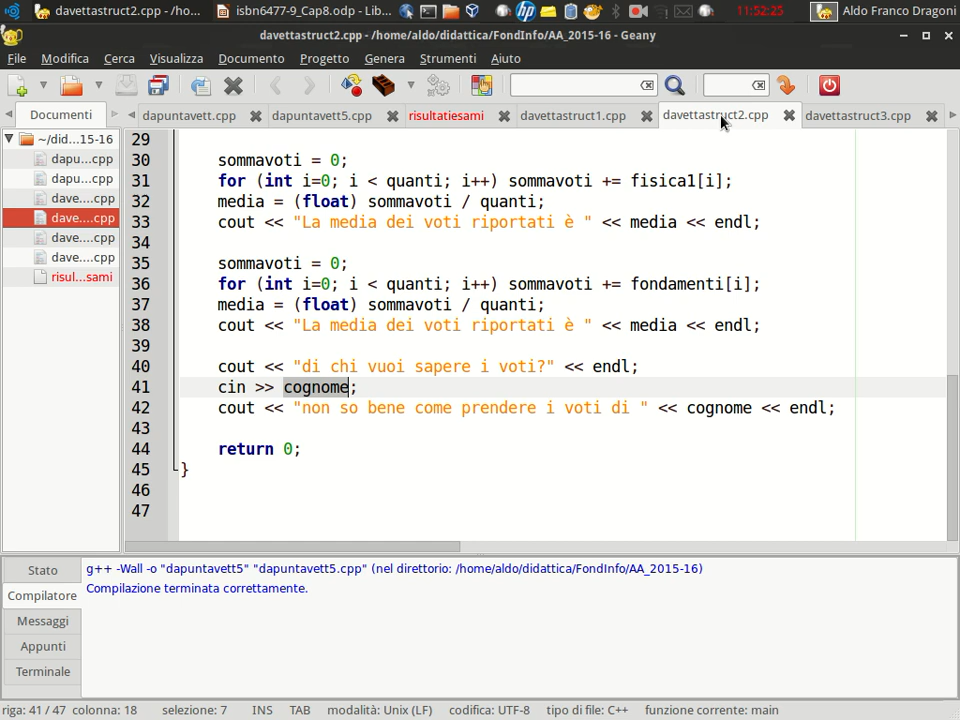 davettastruct2.cpp - /ho...
isbn6477-9_Cap8.odp - Lib...
11:52:25
Aldo Franco Dragoni
davettastruct2.cpp - /home/aldo/didattica/FondInfo/AA_2015-16 - Geany
File Modifica Cerca Visualizza Documento Progetto Genera Strumenti Aiuto
Documenti
dapuntavett.cpp
dapuntavett5.cpp
risultatiesami
davettastruct1.cpp
davettastruct2.cpp
davettastruct3.cpp
~/did...15-16
dapu...cpp
dapu...cpp
dave....cpp
dave....cpp
dave....cpp
dave....cpp
risul...sami
29
30 sommavoti = 0;
31 for (int i=0; i < quanti; i++) sommavoti += fisica1[i];
32 media = (float) sommavoti / quanti;
33 cout << "La media dei voti riportati è " << media << endl;
34
35 sommavoti = 0;
36 for (int i=0; i < quanti; i++) sommavoti += fondamenti[i];
37 media = (float) sommavoti / quanti;
38 cout << "La media dei voti riportati è " << media << endl;
39
40 cout << "di chi vuoi sapere i voti?" << endl;
41 cin >> cognome;
42 cout << "non so bene come prendere i voti di " << cognome << endl;
43
44 return 0;
45 }
46
47
Stato
Compilatore
Messaggi
Appunti
Terminale
g++ -Wall -o "dapuntavett5" "dapuntavett5.cpp" (nel direttorio: /home/aldo/didattica/FondInfo/AA_2015-16)
Compilazione terminata correttamente.
riga: 41 / 47 colonna: 18 selezione: 7 INS TAB modalità: Unix (LF) codifica: UTF-8 tipo di file: C++ funzione corrente: main